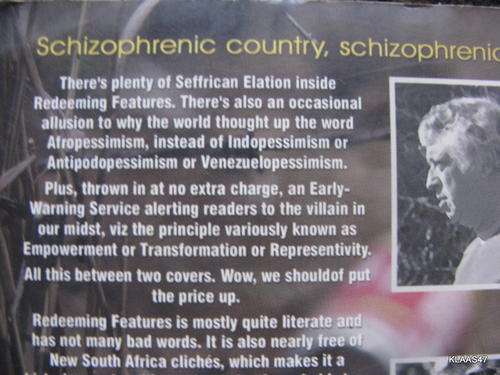 Schizophrenic country, schizophrenic
There's plenty of Seffrican Elation inside
Redeeming Features. There's also an occasional
allusion to why the world thought up the word
Afropessimism, instead of Indopessimism or
Antipodopessimism or Venezuelopessimism.
Plus, thrown in at no extra charge, an Early-
Warning Service alerting readers to the villain in
our midst, viz the principle variously known as
Empowerment or Transformation or Representivity.
All this between two covers. Wow, we shouldof put
the price up.
Redeeming Features is mostly quite literate and
has not many bad words. It is also nearly free of
New South Africa clichés, which makes it a
KLAAS47